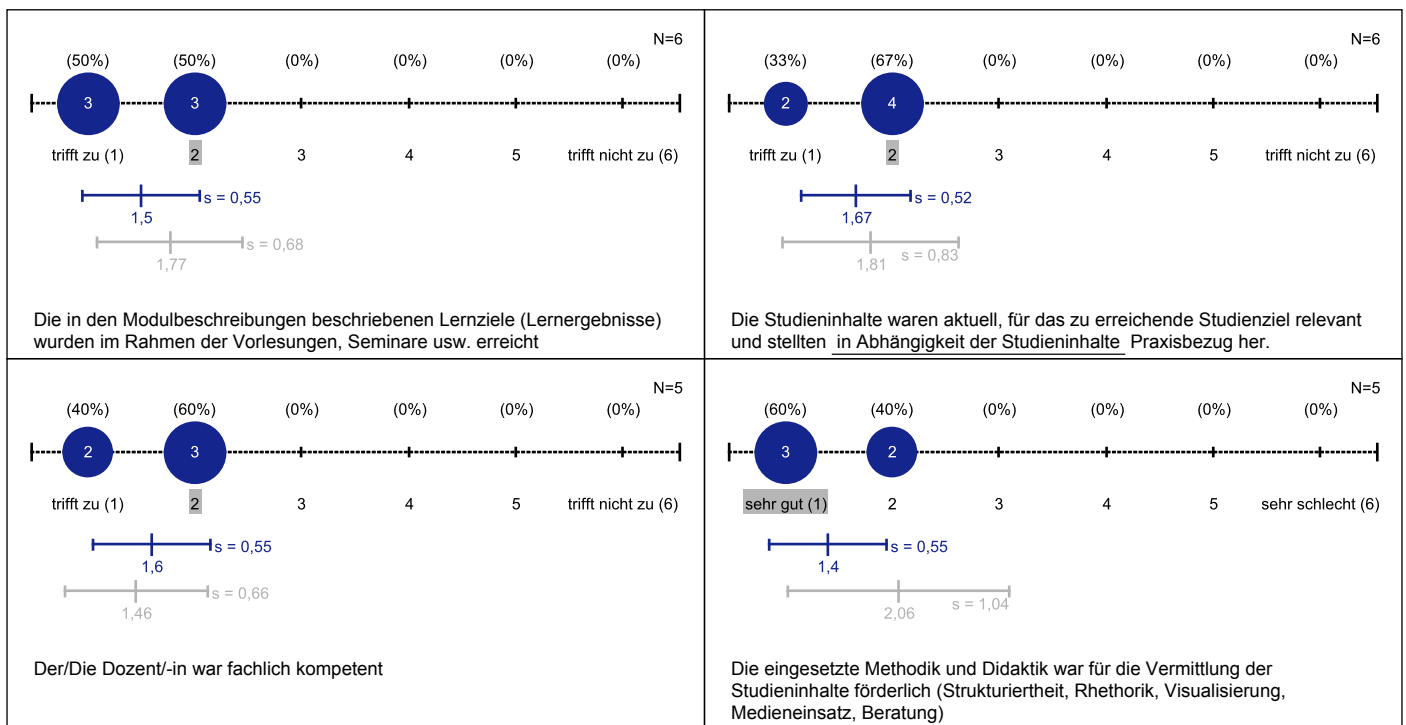 N=6
(50%) (50%) (0%) (0%) (0%) (0%)
3 3
trifft zu (1) 2 3 4 5 trifft nicht zu (6)
s = 0,55
1,5
s = 0,68
1,77
Die in den Modulbeschreibungen beschriebenen Lernziele (Lernergebnisse)
wurden im Rahmen der Vorlesungen, Seminare usw. erreicht
N=6
(33%) (67%) (0%) (0%) (0%) (0%)
2 4
trifft zu (1) 2 3 4 5 trifft nicht zu (6)
s = 0,52
1,67
s = 0,83
1,81
Die Studieninhalte waren aktuell, für das zu erreichende Studienziel relevant
und stellten in Abhängigkeit der Studieninhalte Praxisbezug her.
N=5
(40%) (60%) (0%) (0%) (0%) (0%)
2 3
trifft zu (1) 2 3 4 5 trifft nicht zu (6)
s = 0,55
1,6
s = 0,66
1,46
Der/Die Dozent/-in war fachlich kompetent
N=5
(60%) (40%) (0%) (0%) (0%) (0%)
3 2
sehr gut (1) 2 3 4 5 sehr schlecht (6)
s = 0,55
1,4
s = 1,04
2,06
Die eingesetzte Methodik und Didaktik war für die Vermittlung der
Studieninhalte förderlich (Strukturiertheit, Rhethorik, Visualisierung,
Medieneinsatz, Beratung)